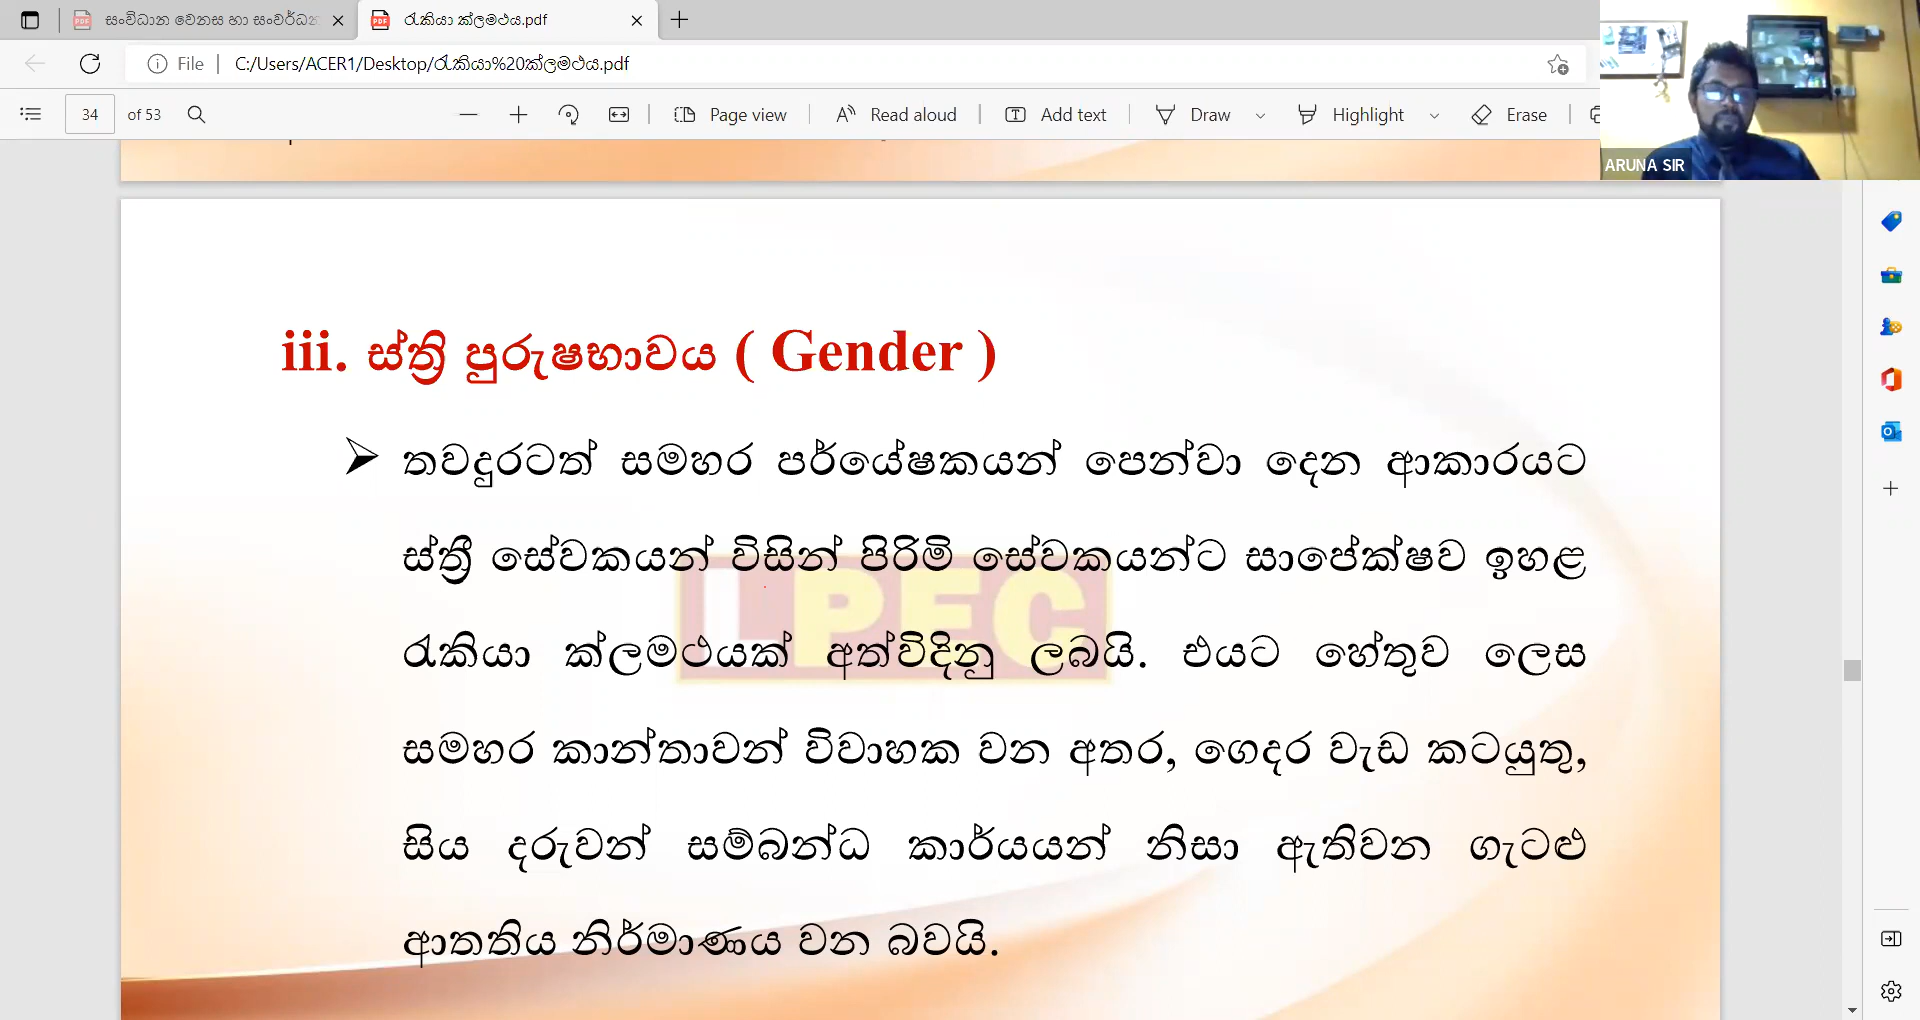 සංවිධාන වෙනස හා සංවර්ධන
රැකියා ක්ලමථය.pdf
File
C:/Users/ACER1/Desktop/රැකියා%20ක්ලමථය.pdf
34 of 53
Page view
Read aloud
Add text
Draw
Highlight
Erase
ARUNA SIR
iii. ස්ත්‍රි පුරුෂභාවය ( Gender )
තවදුරටත් සමහර පර්යේෂකයන් පෙන්වා දෙන ආකාරයට
ස්ත්‍රී සේවකයන් විසින් පිරිමි සේවකයන්ට සාපේක්ෂව ඉහළ
රැකියා ක්ලමථයක් අත්විදිනු ලබයි. එයට හේතුව ලෙස
සමහර කාන්තාවන් විවාහක වන අතර, ගෙදර වැඩ කටයුතු,
සිය දරුවන් සම්බන්ධ කාර්යයන් නිසා ඇතිවන ගැටළු
ආතතිය නිර්මාණය වන බවයි.
IPEC